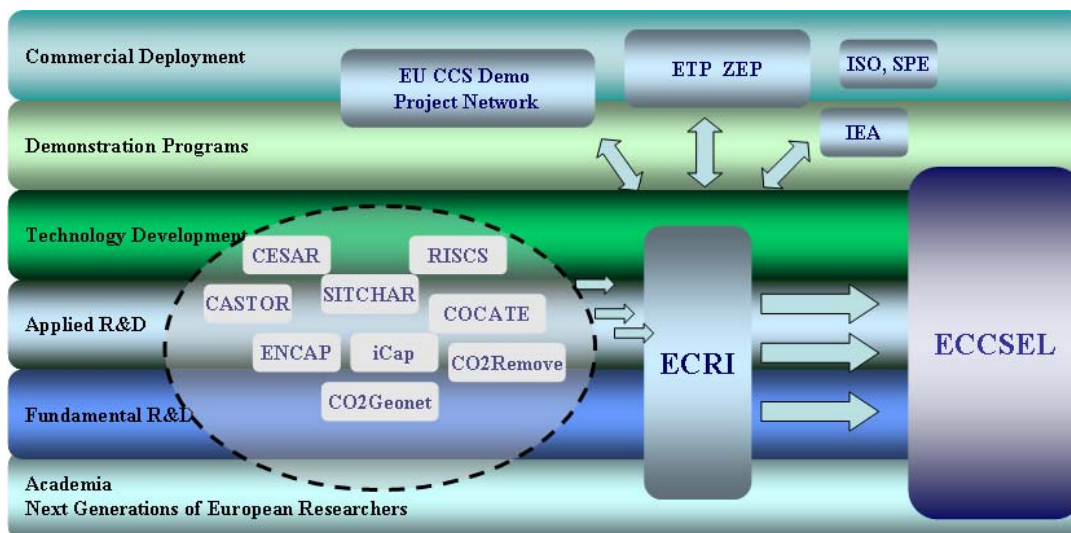 Commercial Deployment
EU CCS Demo
Project Network
ETP ZEP
ISO, SPE
Demonstration Programs
IEA
Technology Development
CESAR
RISCS
CASTOR
SITCHAR
COCATE
Applied R&D
ENCAP
iCap
CO2Remove
ECRI
ECCSEL
CO2Geonet
Fundamental R&D
Academia
Next Generations of European Researchers